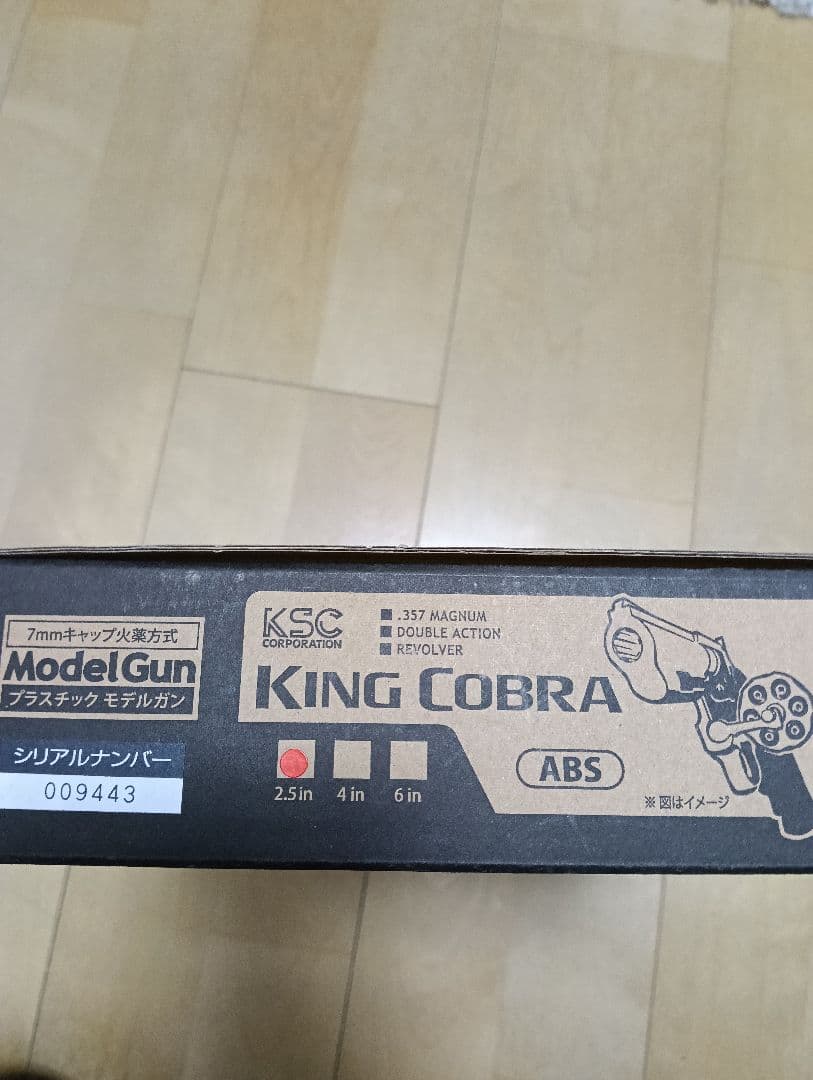 7mmキャップ火薬方式
ModelGun
プラスチック モデルガン
シリアルナンバー
009443
KSC
CORPORATION
.357 MAGNUM
DOUBLE ACTION
REVOLVER
KING COBRA
2.5in 4in 6in
ABS
※図はイメージ